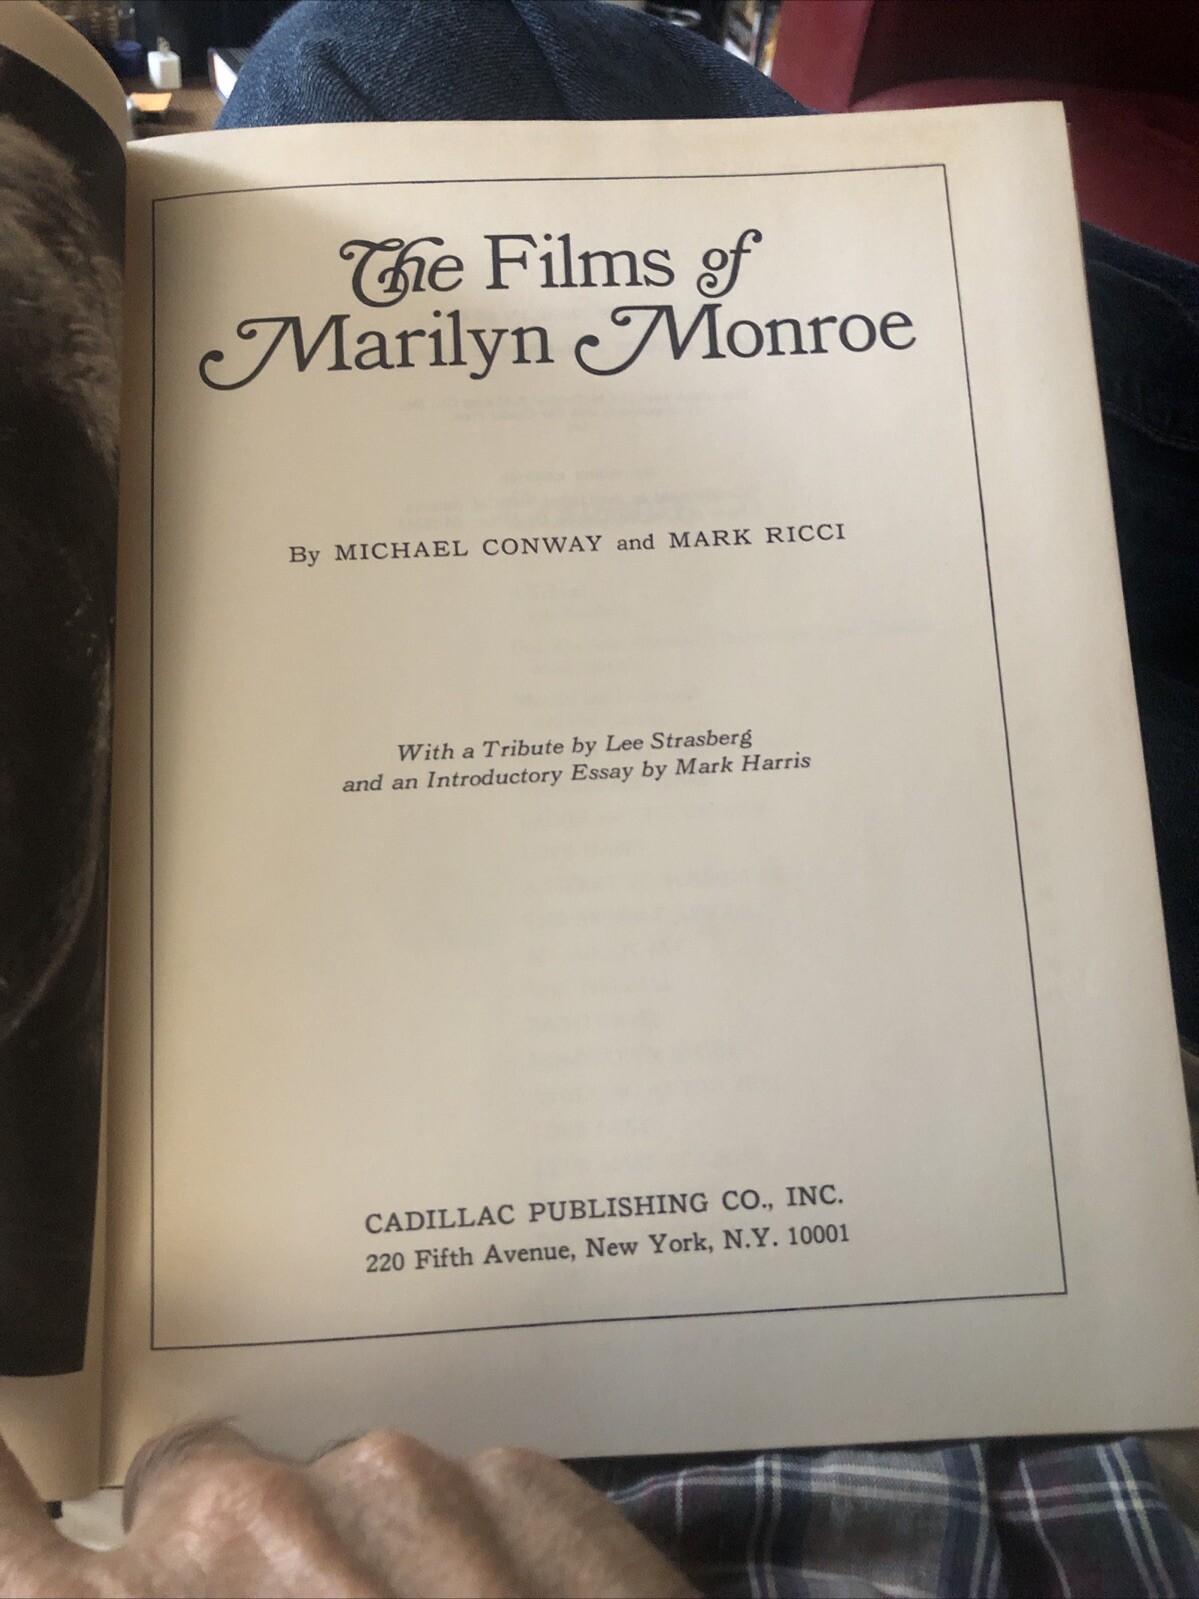 The Films of
Marilyn Monroe
By MICHAEL CONWAY and MARK RICCI
With a Tribute by Lee Strasberg
and an Introductory Essay by Mark Harris
CADILLAC PUBLISHING CO., INC.
220 Fifth Avenue, New York, N.Y. 10001